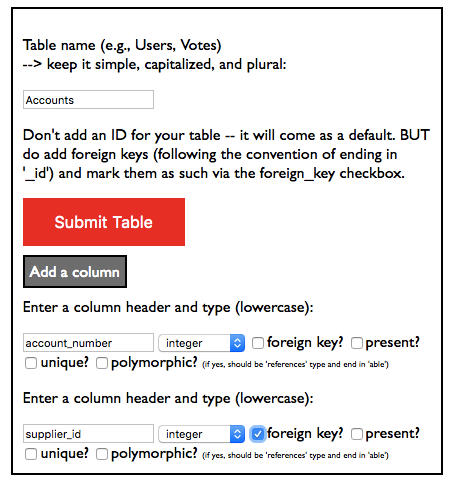 Table name (e.g., Users, Votes)
--> keep it simple, capitalized, and plural:
Accounts
Don't add an ID for your table -- it will come as a default. BUT
do add foreign keys (following the convention of ending in
'_id') and mark them as such via the foreign_key checkbox.
Submit Table
Add a column
Enter a column header and type (lowercase):
account_number integer foreign key? present?
unique? polymorphic? (if yes, should be 'references' type and end in 'able')
Enter a column header and type (lowercase):
supplier_id integer foreign key? present?
unique? polymorphic? (if yes, should be 'references' type and end in 'able')